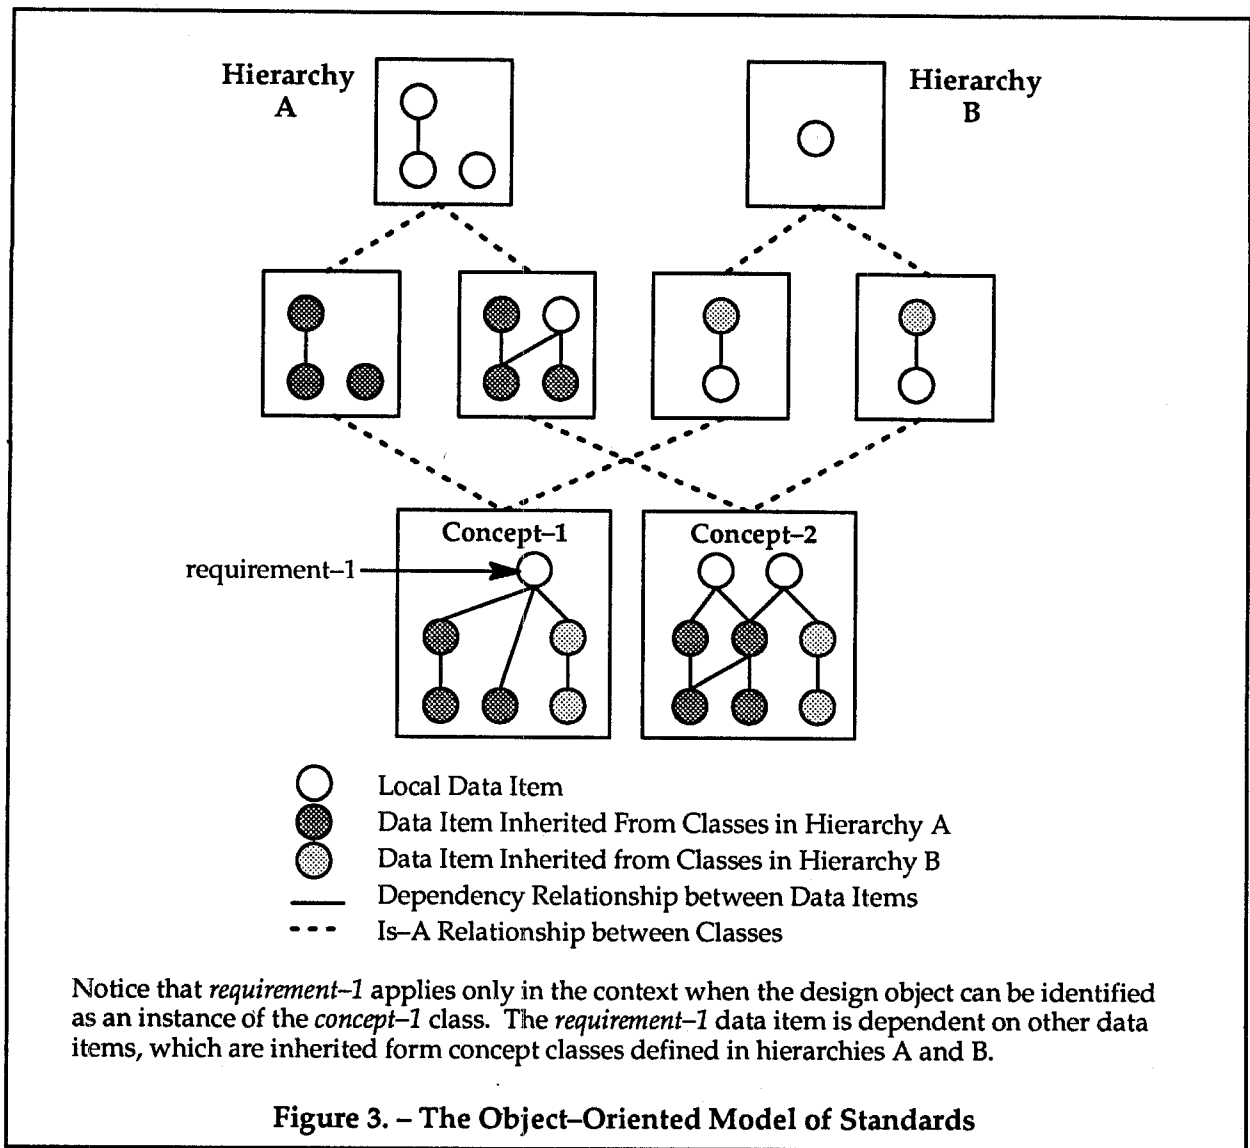 Hierarchy
A
Hierarchy
B
Concept–1
Concept–2
requirement–1
Local Data Item
Data Item Inherited From Classes in Hierarchy A
Data Item Inherited from Classes in Hierarchy B
Dependency Relationship between Data Items
Is–A Relationship between Classes
Notice that requirement–1 applies only in the context when the design object can be identified
as an instance of the concept–1 class. The requirement–1 data item is dependent on other data
items, which are inherited form concept classes defined in hierarchies A and B.
Figure 3. – The Object–Oriented Model of Standards